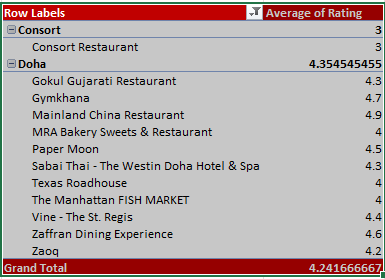 Row Labels Average of Rating
Consort 3
Consort Restaurant 3
Doha 4.354545455
Gokul Gujarati Restaurant 4.3
Gymkhana 4.7
Mainland China Restaurant 4.9
MRA Bakery Sweets & Restaurant 4
Paper Moon 4.5
Sabai Thai - The Westin Doha Hotel & Spa 4.3
Texas Roadhouse 4
The Manhattan FISH MARKET 4
Vine - The St. Regis 4.4
Zaffran Dining Experience 4.6
Zaoq 4.2
Grand Total 4.241666667